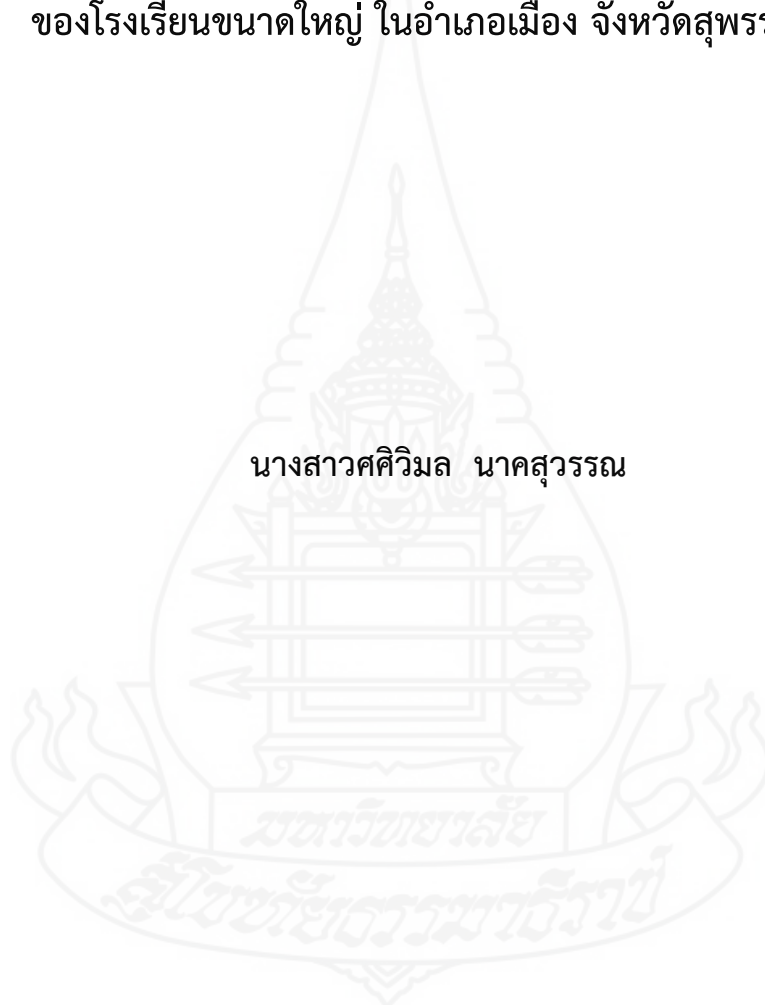 ของโรงเรียนขนาดใหญ่ ในอำเภอเมือง จังหวัดสุพรร
นางสาวศศิวิมล นาคสุวรรณ
มหาวิทยาลัย
สุโขทัยธรรมาธิราช